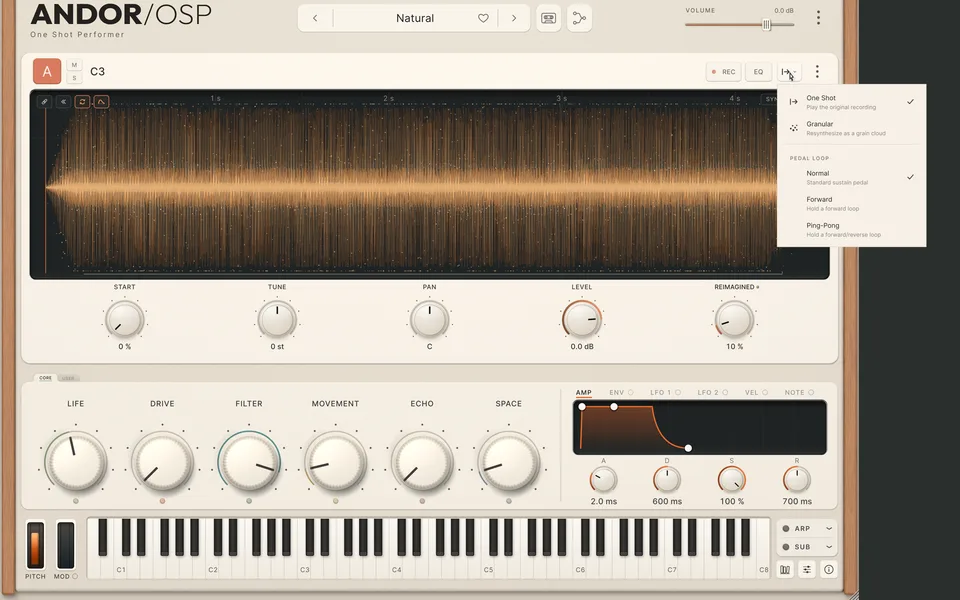 ANDOR/OSP
One Shot Performer
Natural
VOLUME 0.0 dB
A
M
S
C3
REC
EQ
1 s 2 s 3 s 4 s SYN
One Shot
Play the original recording
Granular
Resynthesize as a grain cloud
PEDAL LOOP
Normal
Standard sustain pedal
Forward
Hold a forward loop
Ping-Pong
Hold a forward/reverse loop
START TUNE PAN LEVEL REIMAGINED
0 % 0 st C 0.0 dB 10 %
CORE
LIFE DRIVE FILTER MOVEMENT ECHO SPACE
AMP ENV LFO 1 LFO 2 VEL NOTE
A D S R
2.0 ms 600 ms 100 % 700 ms
PITCH MOD
C1 C2 C3 C4 C5 C6 C7 C8
ARP
SUB